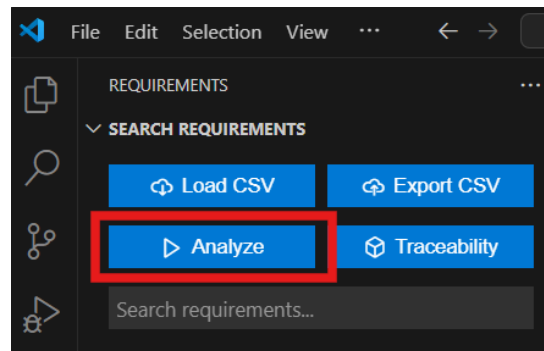 File Edit Selection View ...
REQUIREMENTS ...
SEARCH REQUIREMENTS
Load CSV Export CSV
Analyze Traceability
Search requirements...